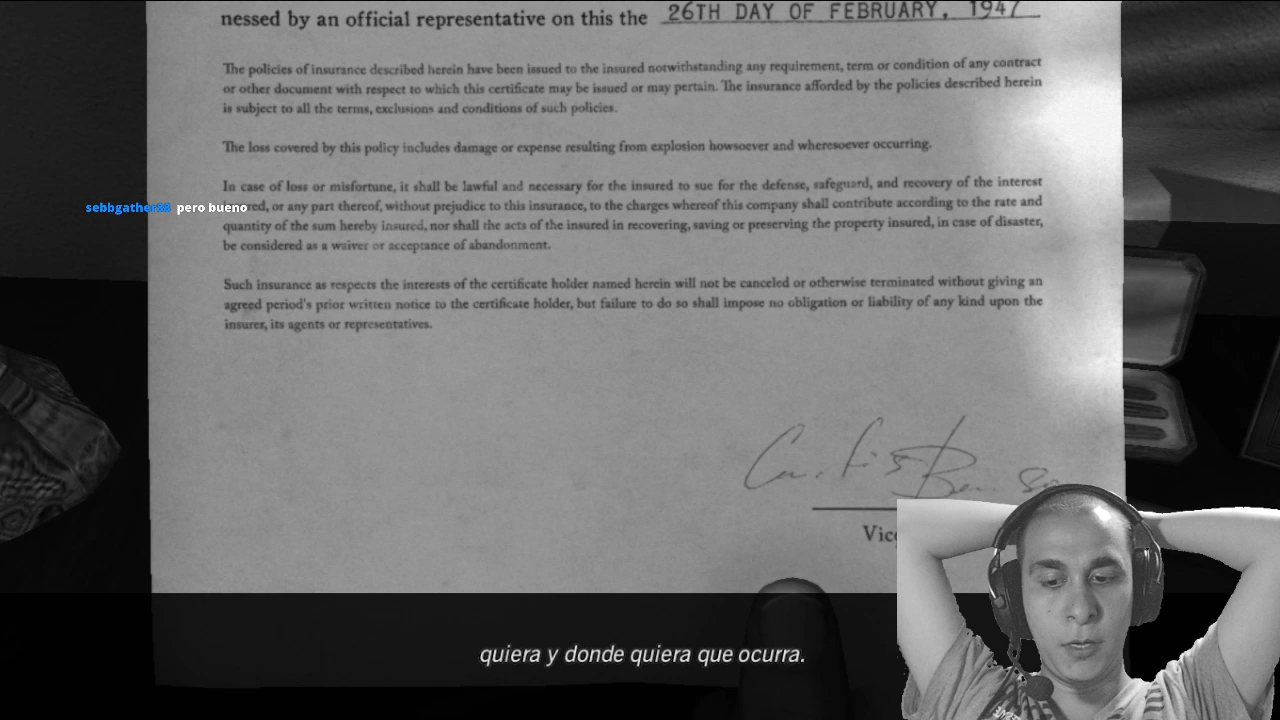 nessed by an official representative on this the 26TH DAY OF FEBRUARY, 1947
The policies of insurance described herein have been issued to the insured notwithstanding any requirement, term or condition of any contract
or other document with respect to which this certificate may be issued or may pertain. The insurance afforded by the policies described herein
is subject to all the terms, exclusions and conditions of such policies.
The loss covered by this policy includes damage or expense resulting from explosion howsoever and wheresoever occurring.
In case of loss or misfortune, it shall be lawful and necessary for the insured to sue for the defense, safeguard, and recovery of the interest
sebbgather28 pero bueno
red, or any part thereof, without prejudice to this insurance, to the charges whereof this company shall contribute according to the rate and
quantity of the sum hereby insured, nor shall the acts of the insured in recovering, saving or preserving the property insured, in case of disaster,
be considered as a waiver or acceptance of abandonment.
Such insurance as respects the interests of the certificate holder named herein will not be canceled or otherwise terminated without giving an
agreed period's prior written notice to the certificate holder, but failure to do so shall impose no obligation or liability of any kind upon the
insurer, its agents or representatives.
Curtis Benson
Vice
quiera y donde quiera que ocurra.